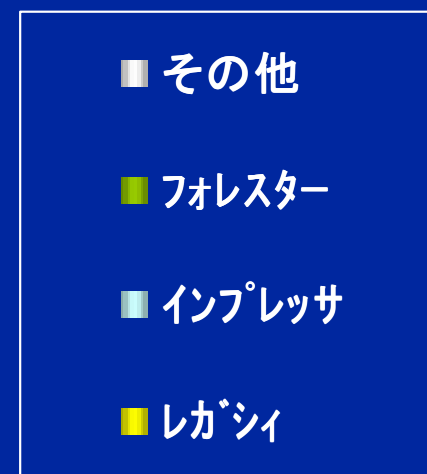 その他
フォレスター
インプレッサ
レガシィ